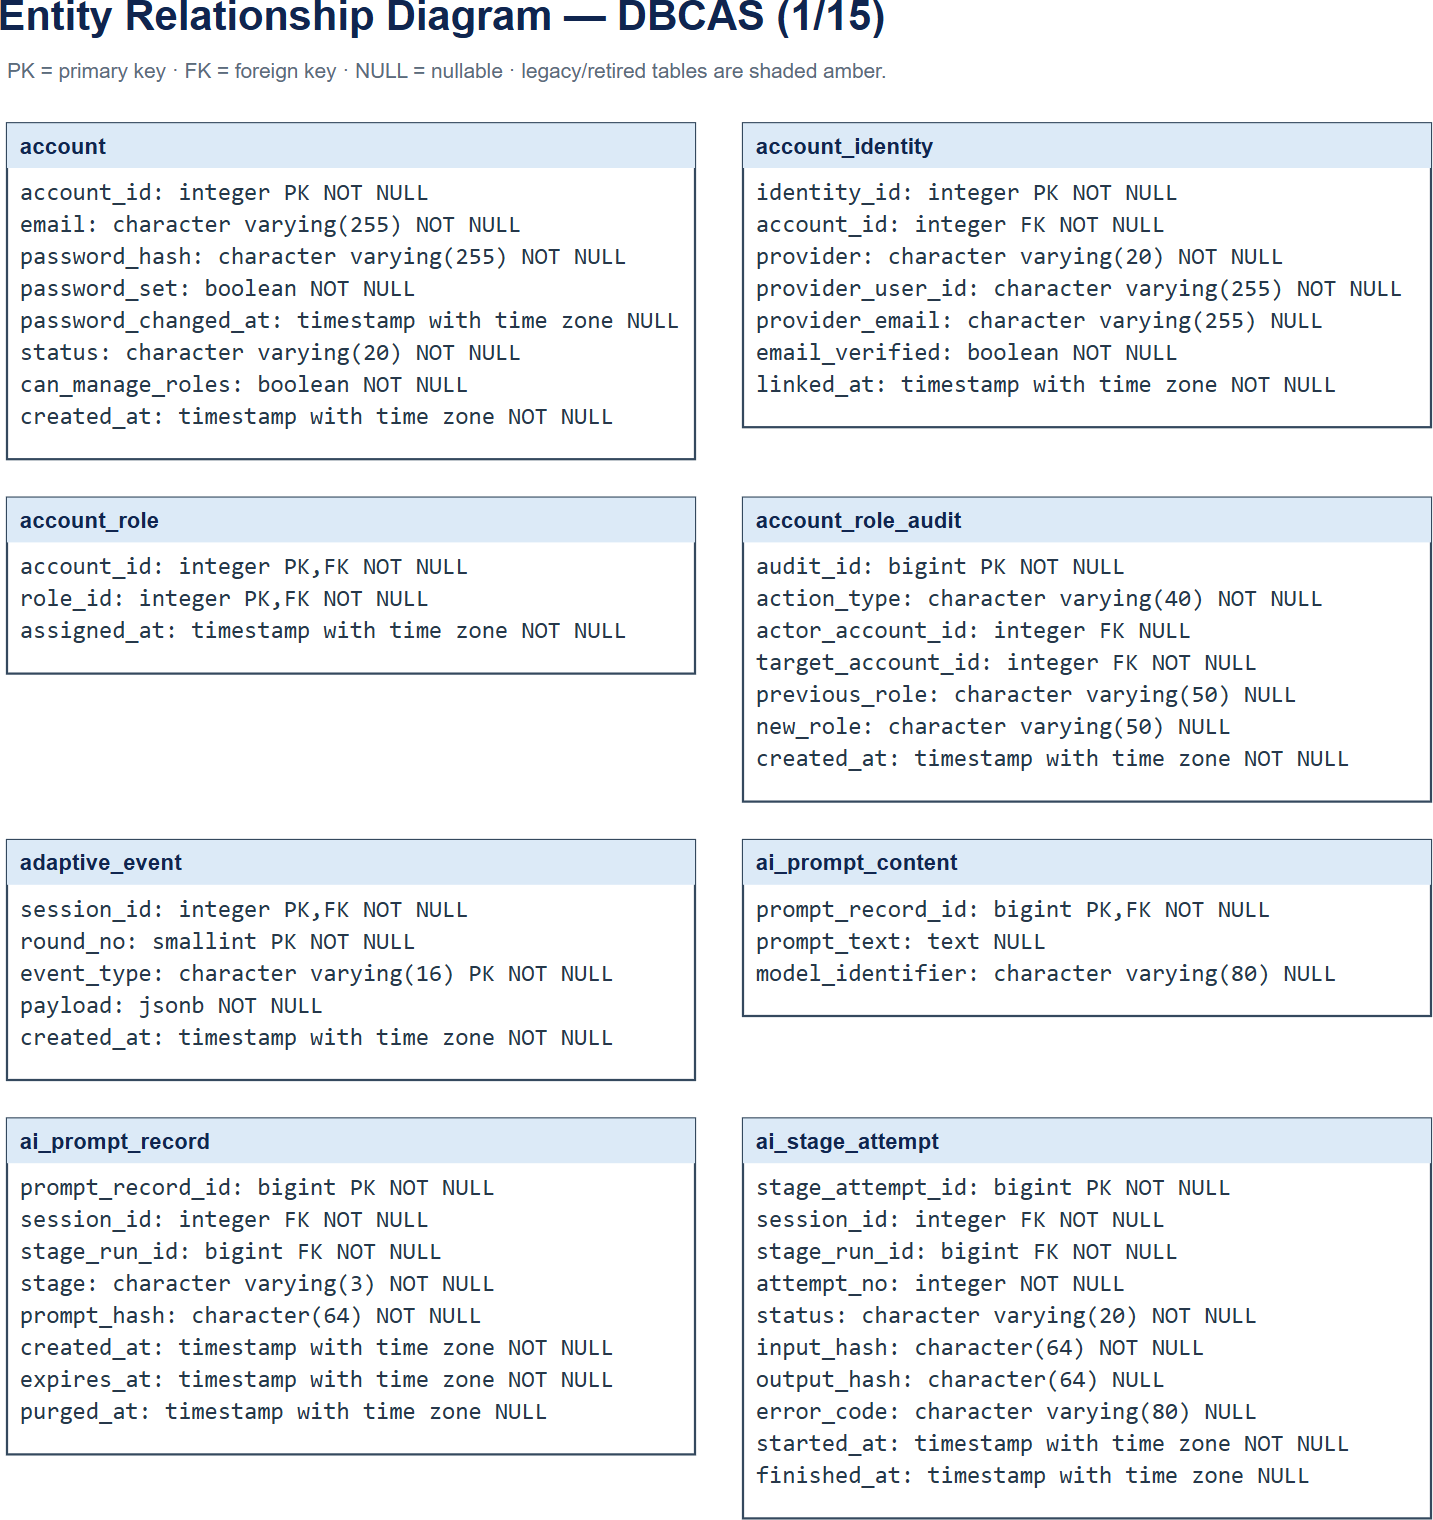 Entity Relationship Diagram — DBCAS (1/15)
PK = primary key · FK = foreign key · NULL = nullable · legacy/retired tables are shaded amber.
account
account_id: integer PK NOT NULL
email: character varying(255) NOT NULL
password_hash: character varying(255) NOT NULL
password_set: boolean NOT NULL
password_changed_at: timestamp with time zone NULL
status: character varying(20) NOT NULL
can_manage_roles: boolean NOT NULL
created_at: timestamp with time zone NOT NULL
account_identity
identity_id: integer PK NOT NULL
account_id: integer FK NOT NULL
provider: character varying(20) NOT NULL
provider_user_id: character varying(255) NOT NULL
provider_email: character varying(255) NULL
email_verified: boolean NOT NULL
linked_at: timestamp with time zone NOT NULL
account_role
account_id: integer PK,FK NOT NULL
role_id: integer PK,FK NOT NULL
assigned_at: timestamp with time zone NOT NULL
account_role_audit
audit_id: bigint PK NOT NULL
action_type: character varying(40) NOT NULL
actor_account_id: integer FK NULL
target_account_id: integer FK NOT NULL
previous_role: character varying(50) NULL
new_role: character varying(50) NULL
created_at: timestamp with time zone NOT NULL
adaptive_event
session_id: integer PK,FK NOT NULL
round_no: smallint PK NOT NULL
event_type: character varying(16) PK NOT NULL
payload: jsonb NOT NULL
created_at: timestamp with time zone NOT NULL
ai_prompt_content
prompt_record_id: bigint PK,FK NOT NULL
prompt_text: text NULL
model_identifier: character varying(80) NULL
ai_prompt_record
prompt_record_id: bigint PK NOT NULL
session_id: integer FK NOT NULL
stage_run_id: bigint FK NOT NULL
stage: character varying(3) NOT NULL
prompt_hash: character(64) NOT NULL
created_at: timestamp with time zone NOT NULL
expires_at: timestamp with time zone NOT NULL
purged_at: timestamp with time zone NULL
ai_stage_attempt
stage_attempt_id: bigint PK NOT NULL
session_id: integer FK NOT NULL
stage_run_id: bigint FK NOT NULL
attempt_no: integer NOT NULL
status: character varying(20) NOT NULL
input_hash: character(64) NOT NULL
output_hash: character(64) NULL
error_code: character varying(80) NULL
started_at: timestamp with time zone NOT NULL
finished_at: timestamp with time zone NULL